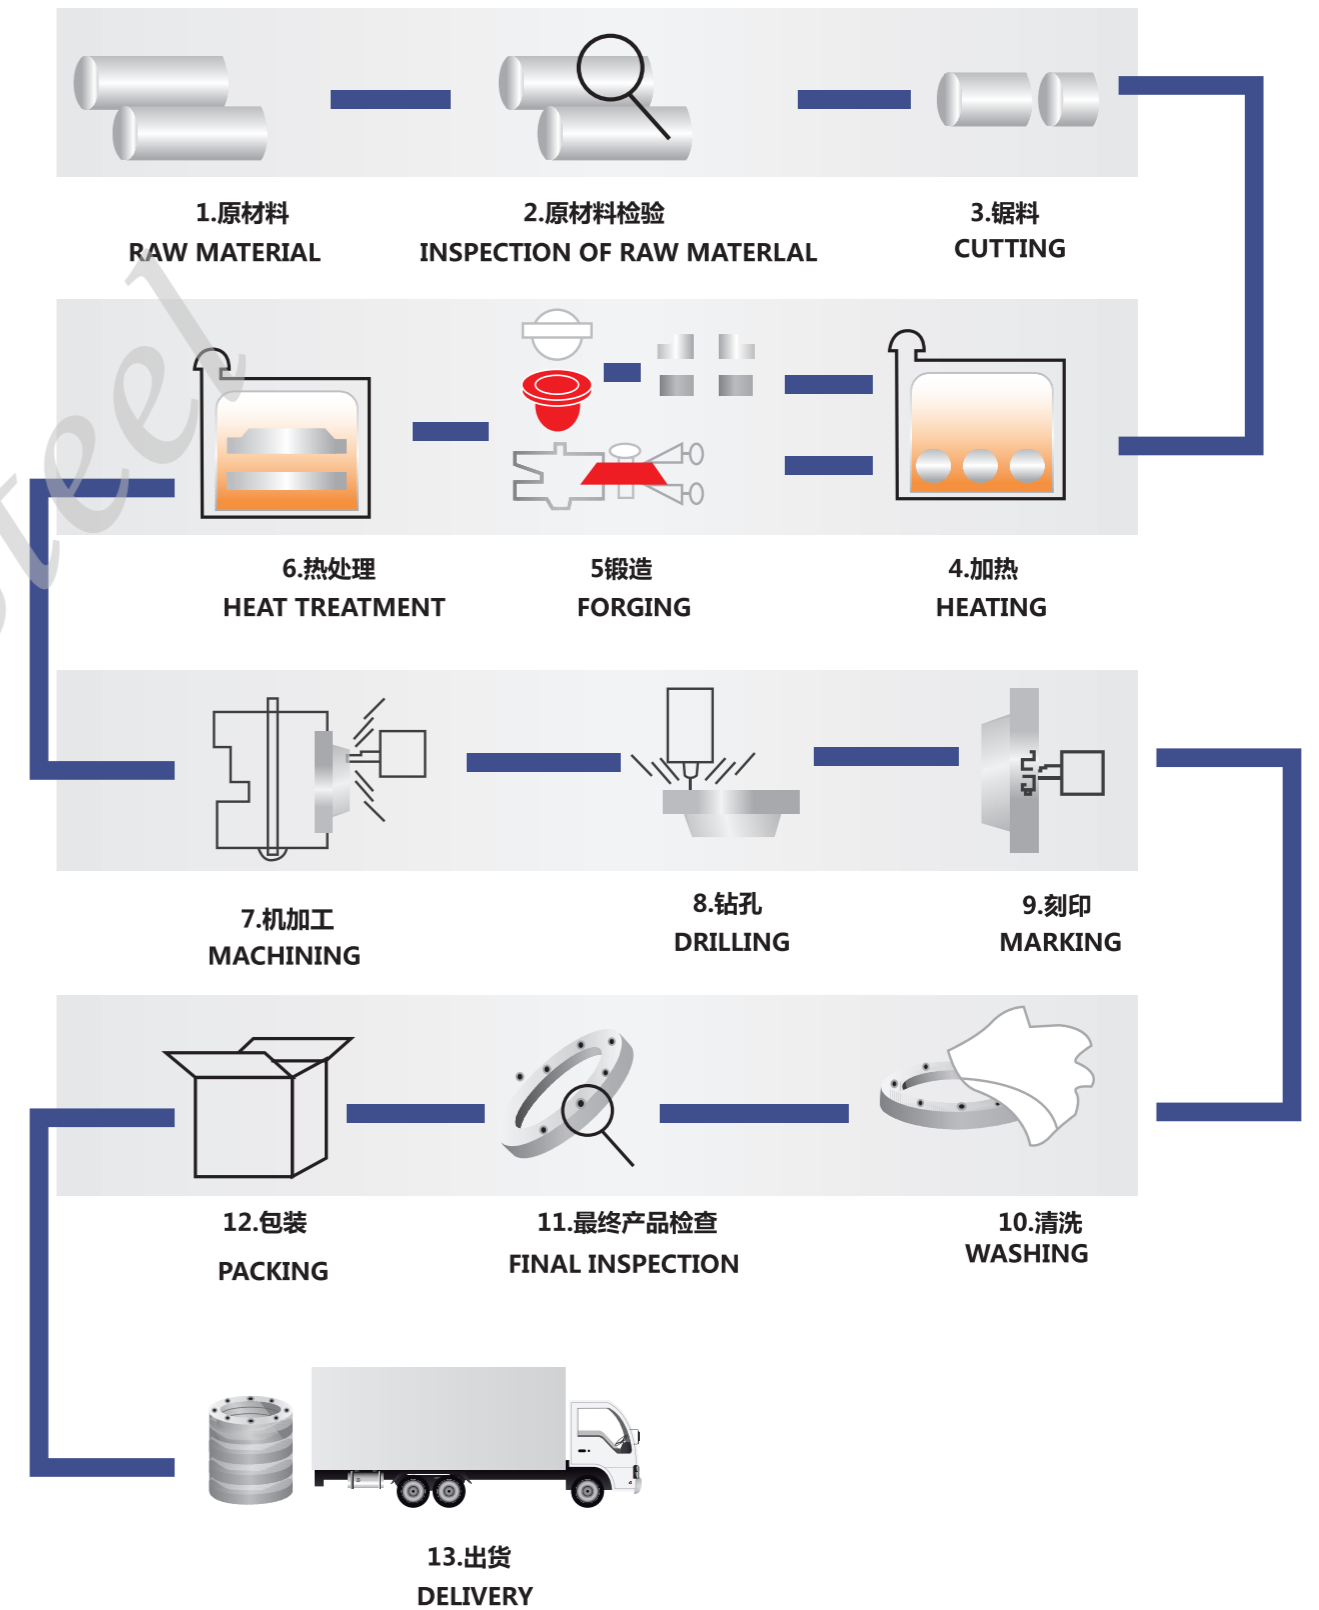 1.原材料
RAW MATERIAL
2.原材料检验
INSPECTION OF RAW MATERLAL
3.锯料
CUTTING
6.热处理
HEAT TREATMENT
5锻造
FORGING
4.加热
HEATING
7.机加工
MACHINING
8.钻孔
DRILLING
9.刻印
MARKING
12.包装
PACKING
11.最终产品检查
FINAL INSPECTION
10.清洗
WASHING
13.出货
DELIVERY
steel